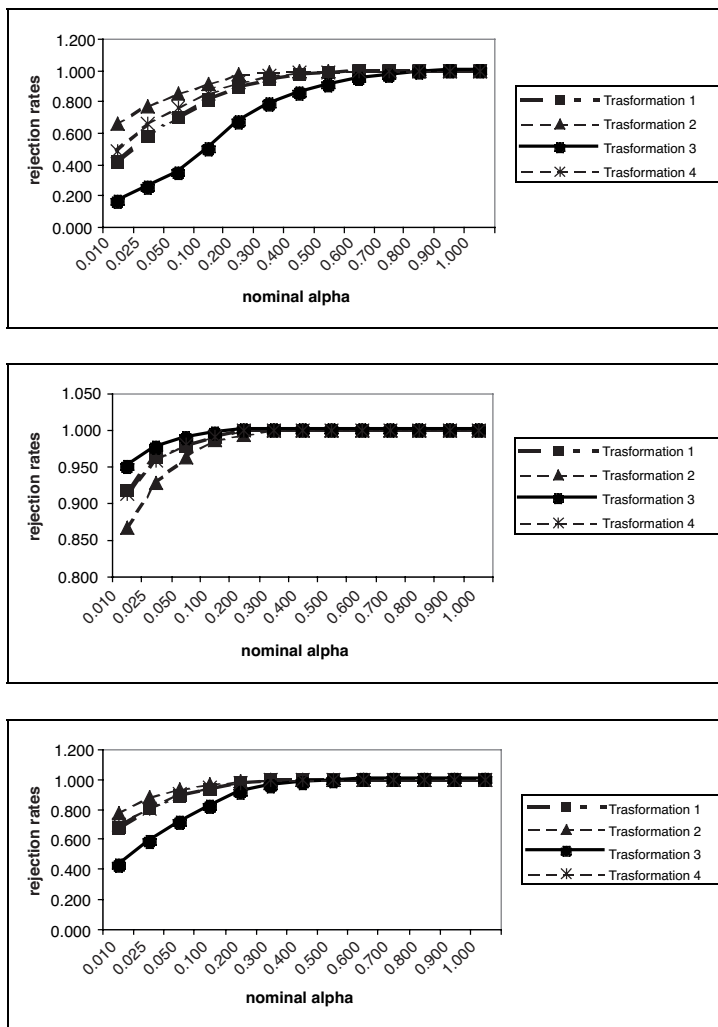 1.200
1.000
0.800
0.600
0.400
0.200
0.000
rejection rates
0.010 0.025 0.050 0.100 0.200 0.300 0.400 0.500 0.600 0.700 0.800 0.900 1.000
nominal alpha
Trasformation 1
Trasformation 2
Trasformation 3
Trasformation 4
1.050
1.000
0.950
0.900
0.850
0.800
rejection rates
0.010 0.025 0.050 0.100 0.200 0.300 0.400 0.500 0.600 0.700 0.800 0.900 1.000
nominal alpha
Trasformation 1
Trasformation 2
Trasformation 3
Trasformation 4
1.200
1.000
0.800
0.600
0.400
0.200
0.000
rejection rates
0.010 0.025 0.050 0.100 0.200 0.300 0.400 0.500 0.600 0.700 0.800 0.900 1.000
nominal alpha
Trasformation 1
Trasformation 2
Trasformation 3
Trasformation 4